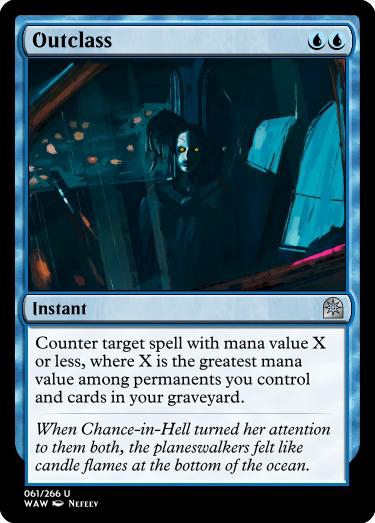 Outclass
Instant
Counter target spell with mana value X
or less, where X is the greatest mana
value among permanents you control
and cards in your graveyard.
When Chance-in-Hell turned her attention
to them both, the planeswalkers felt like
candle flames at the bottom of the ocean.
061/266 U
WAW Nefeev